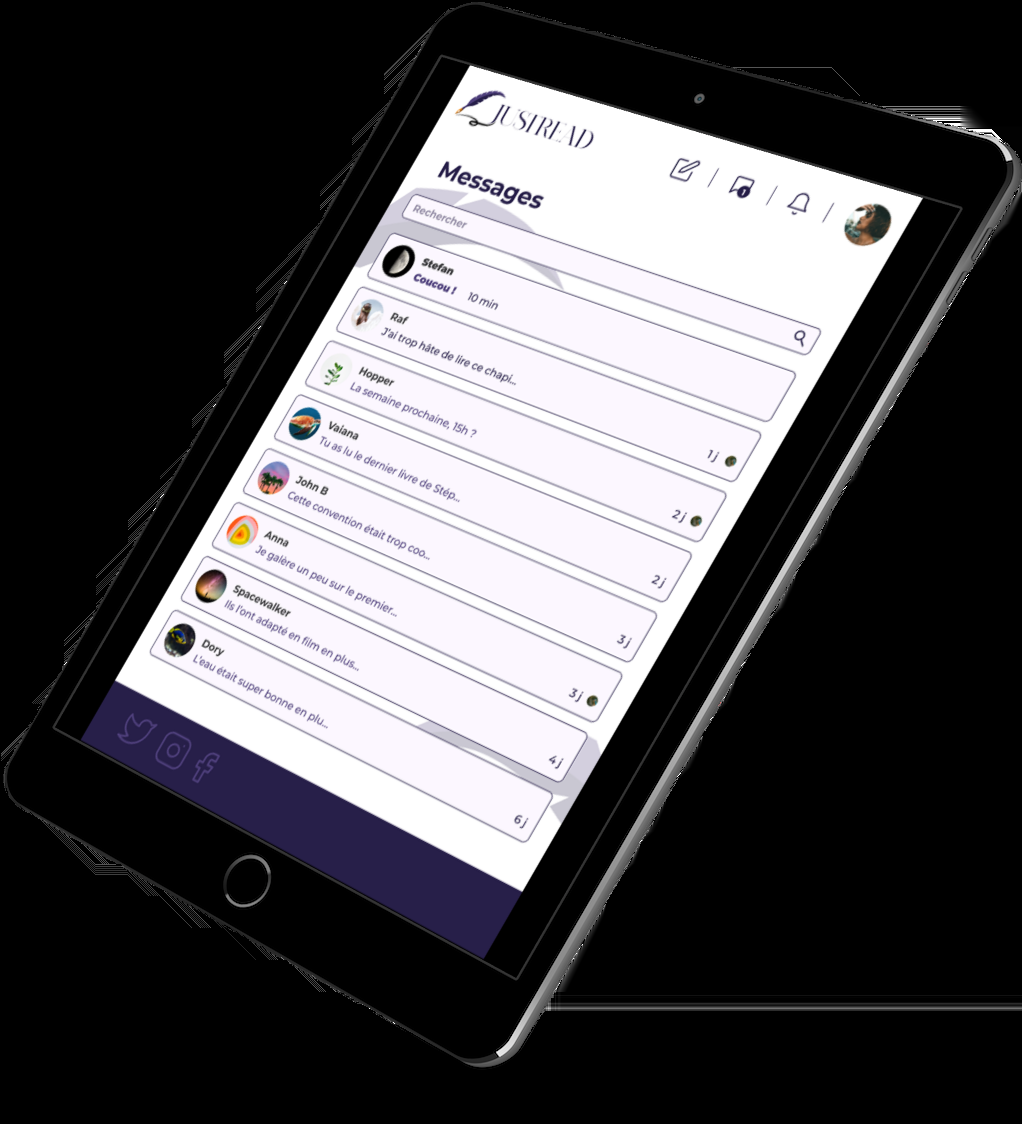 JUSTREAD
1
Messages
Rechercher
Stefan
Coucou ! 10 min
Raf
J'ai trop hâte de lire ce chapi...
1 j
Hopper
La semaine prochaine, 15h ?
2 j
Vaiana
Tu as lu le dernier livre de Stép...
2 j
John B
Cette convention était trop coo...
3 j
Anna
Je galère un peu sur le premier...
3 j
Spacewalker
Ils l'ont adapté en film en plus...
4 j
Dory
L'eau était super bonne en plu...
6 j